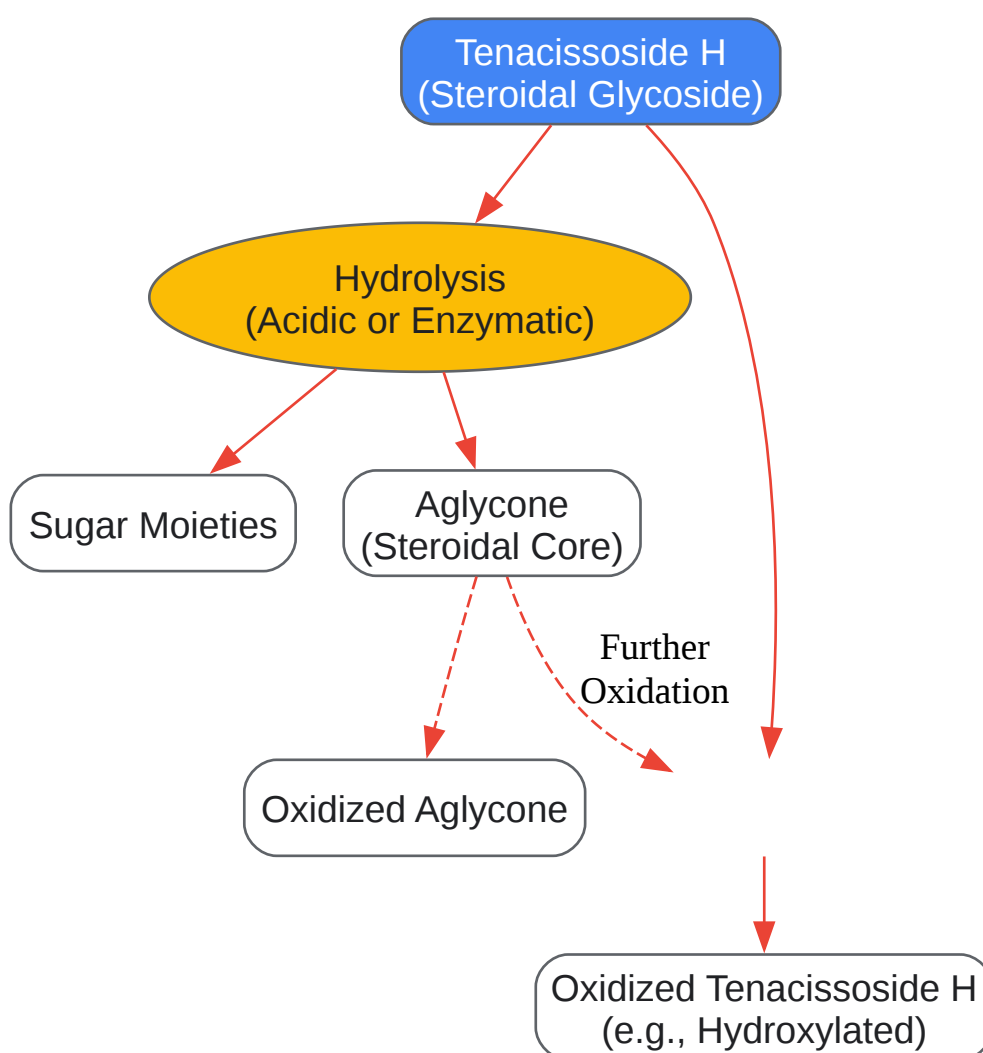 Tenacissoside H
(Steroidal Glycoside)
Hydrolysis
(Acidic or Enzymatic)
Sugar Moieties
Aglycone
(Steroidal Core)
Further
Oxidation
Oxidized Aglycone
Oxidized Tenacissoside H
(e.g., Hydroxylated)